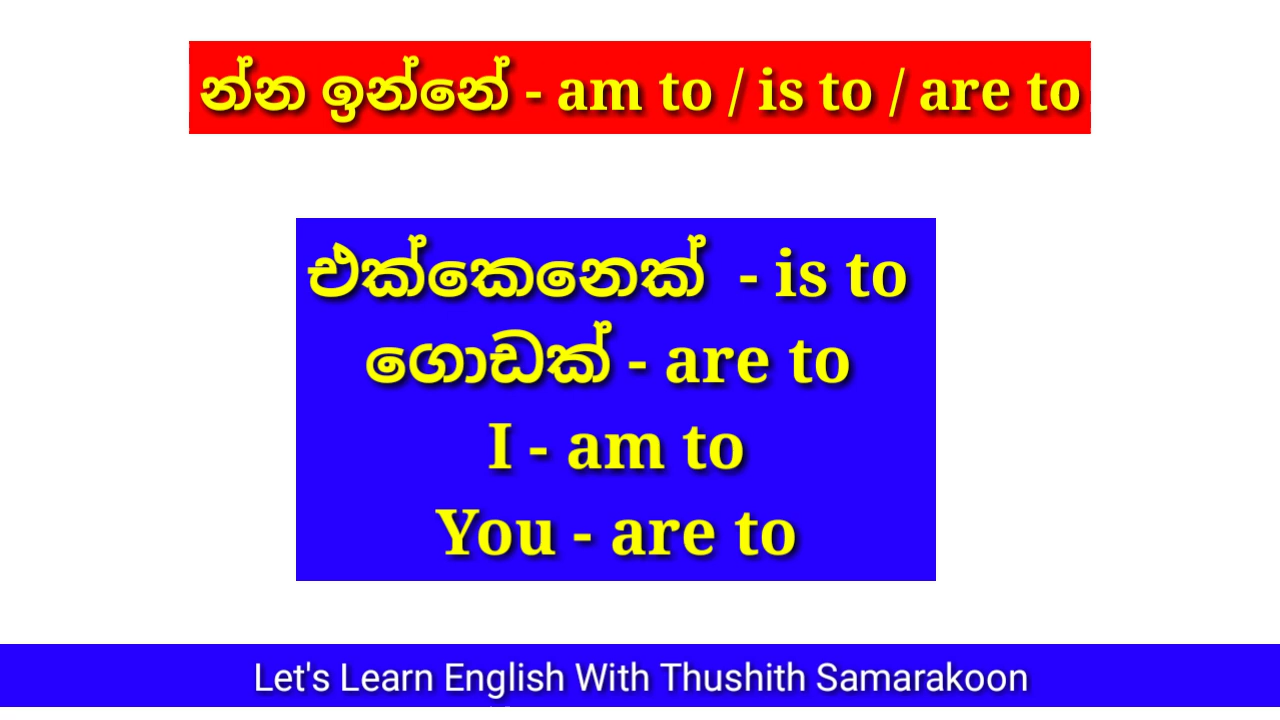 න්න ඉන්නේ - am to / is to / are to
එක්කෙනෙක් - is to
ගොඩක් - are to
I - am to
You - are to
Let's Learn English With Thushith Samarakoon